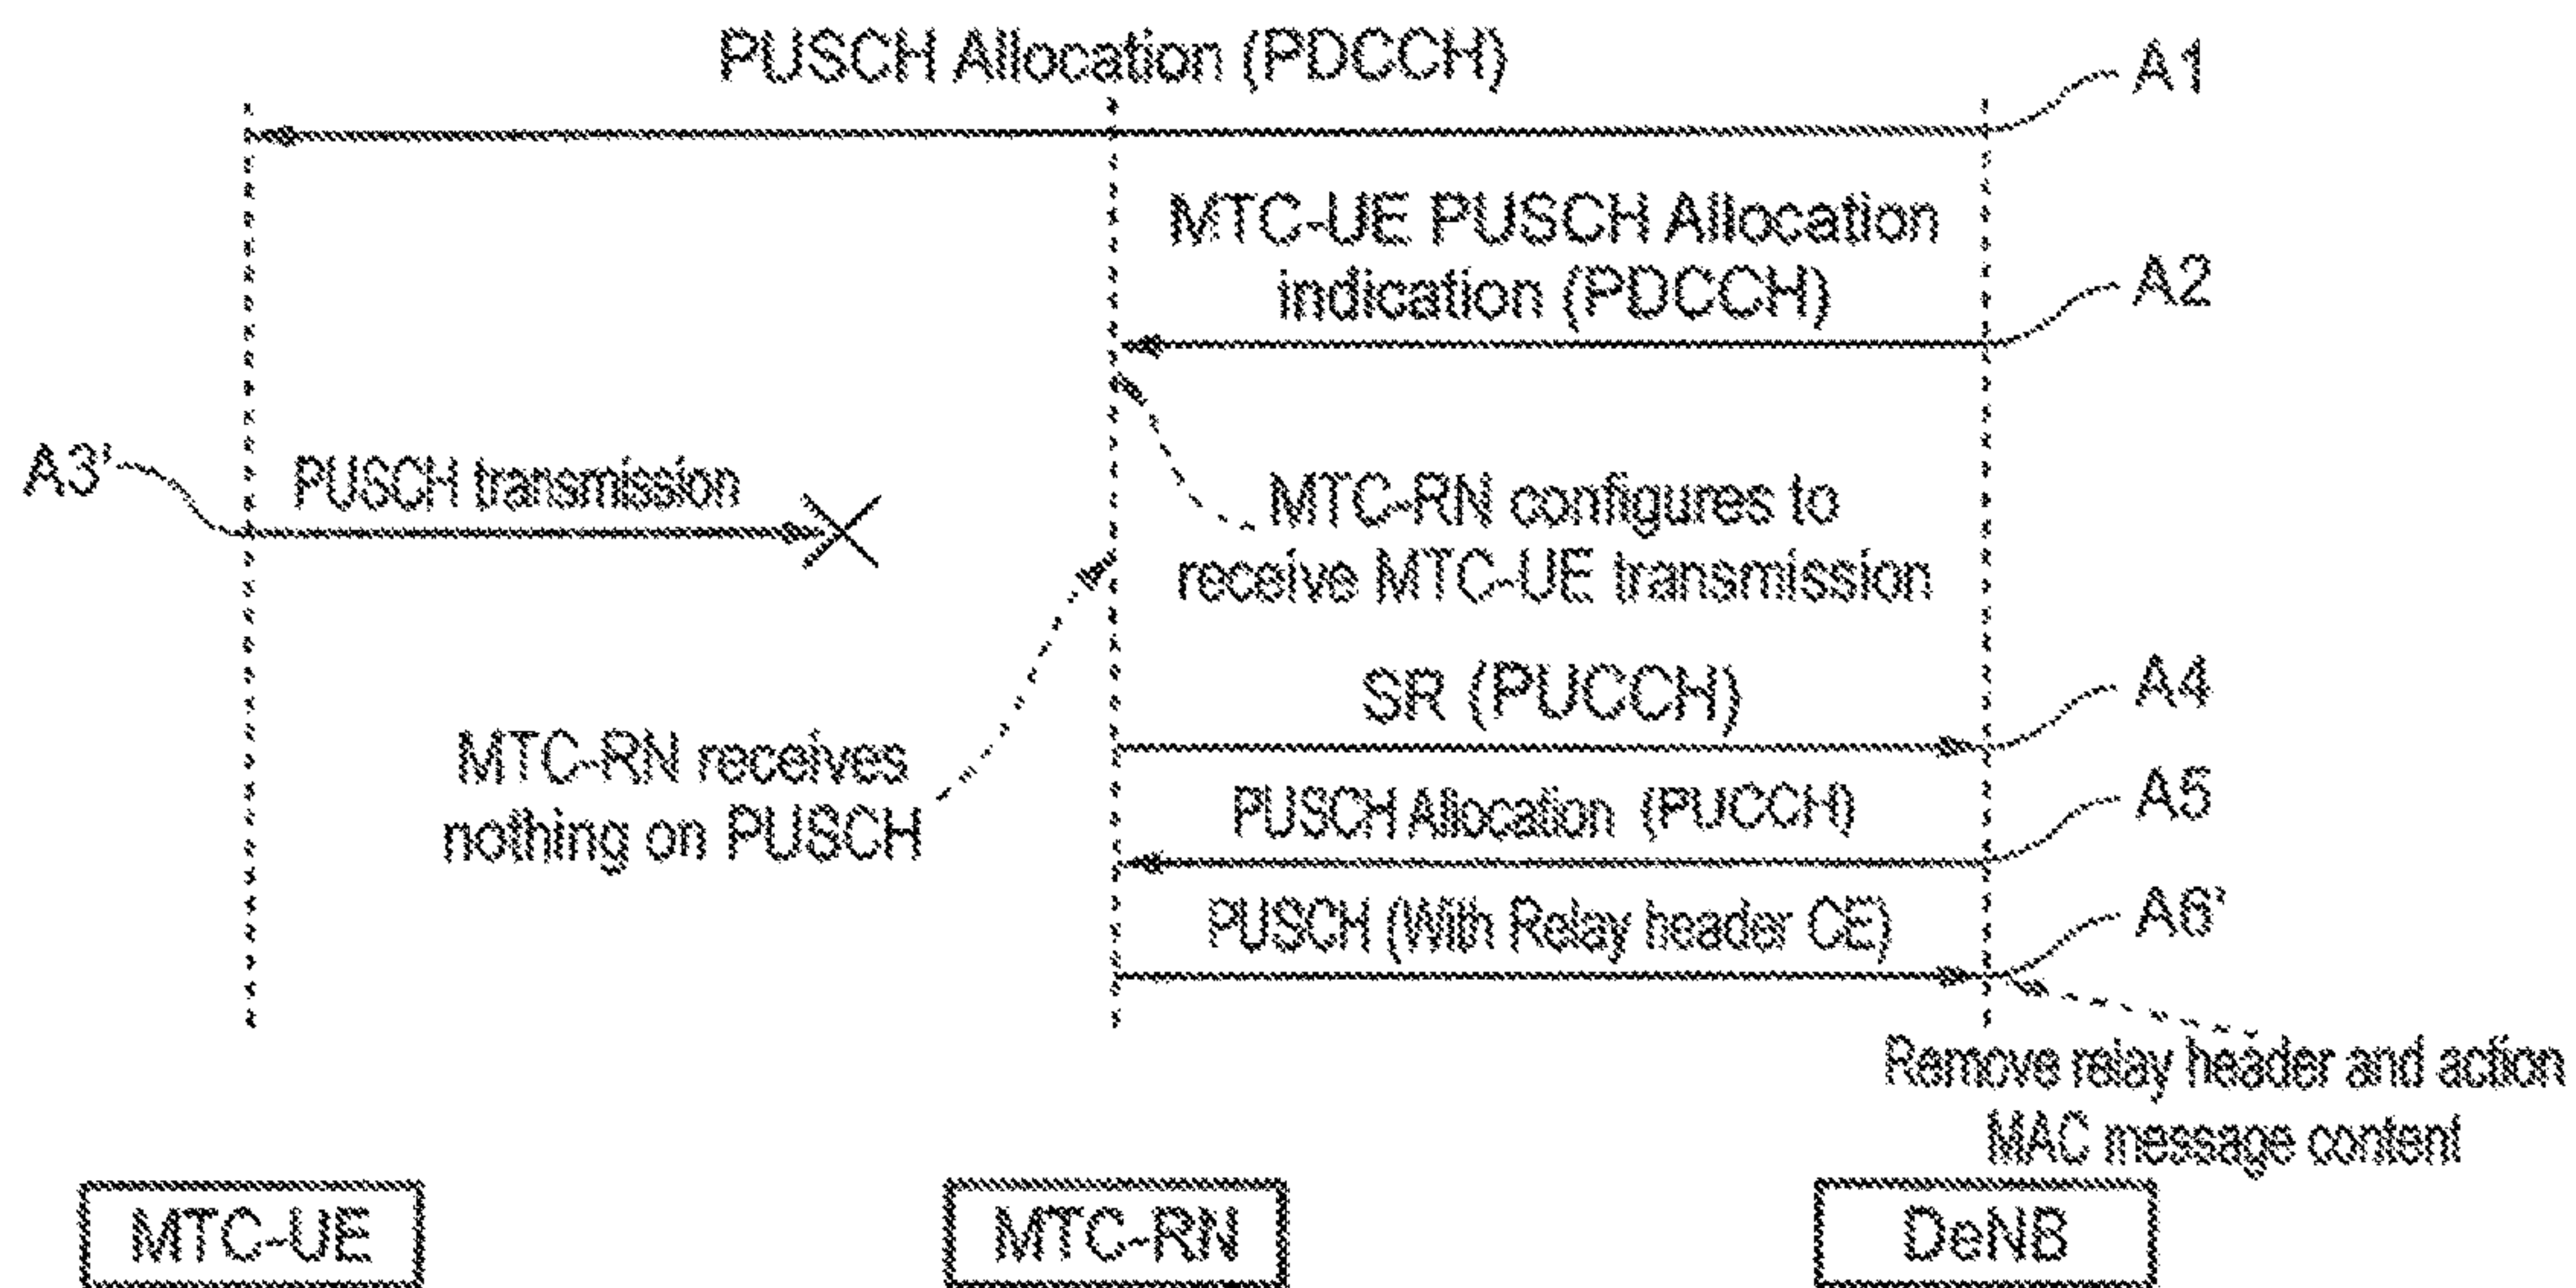 PUSCH Allocation (PDCCH)
A1
MTC-UE PUSCH Allocation
indication (PDCCH)
A2
A3'
PUSCH transmission
MTC-RN configures to
receive MTC-UE transmission
SR (PUCCH)
A4
MTC-RN receives
nothing on PUSCH
PUSCH Allocation (PUCCH)
A5
PUSCH (With Relay header CE)
A6'
Remove relay header and action
MAC message content
MTC-UE
MTC-RN
DeNB